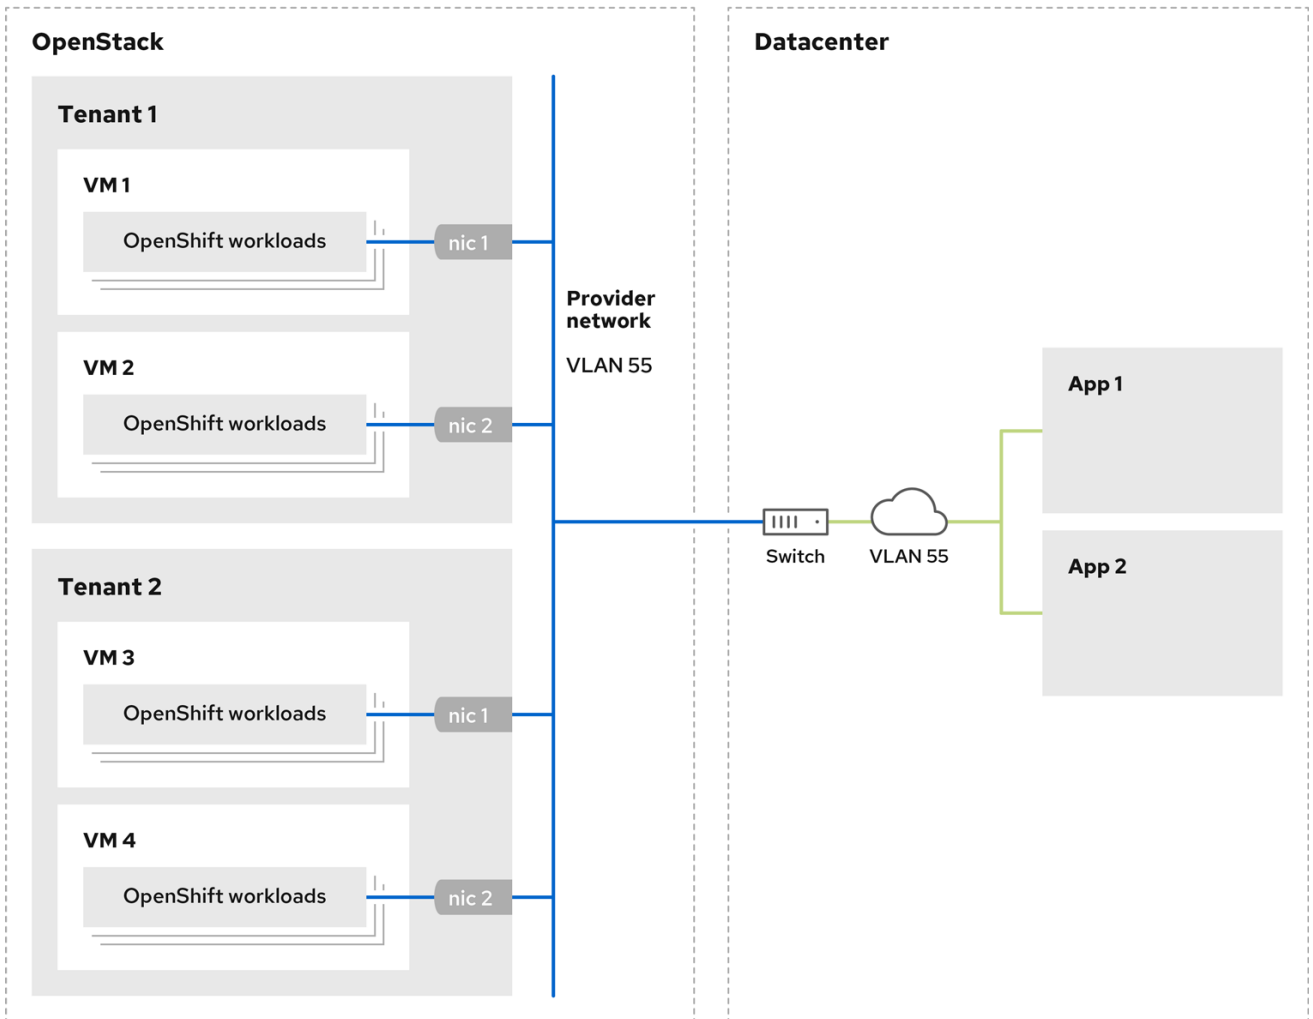 OpenStack
Tenant 1
VM 1
OpenShift workloads
nic 1
VM 2
OpenShift workloads
nic 2
Tenant 2
VM 3
OpenShift workloads
nic 1
VM 4
OpenShift workloads
nic 2
Provider
network
VLAN 55
Datacenter
Switch
VLAN 55
App 1
App 2